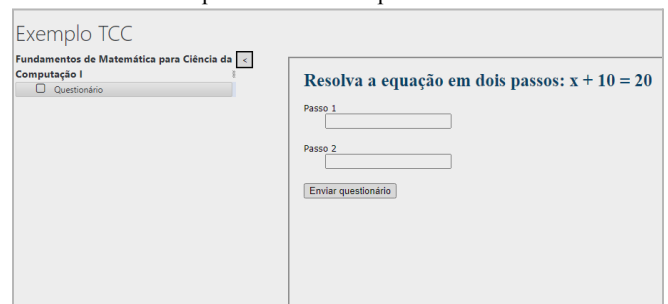 Exemplo TCC
Fundamentos de Matemática para Ciência da
Computação I
<
Questionário
Resolva a equação em dois passos: x + 10 = 20
Passo 1
Passo 2
Enviar questionário